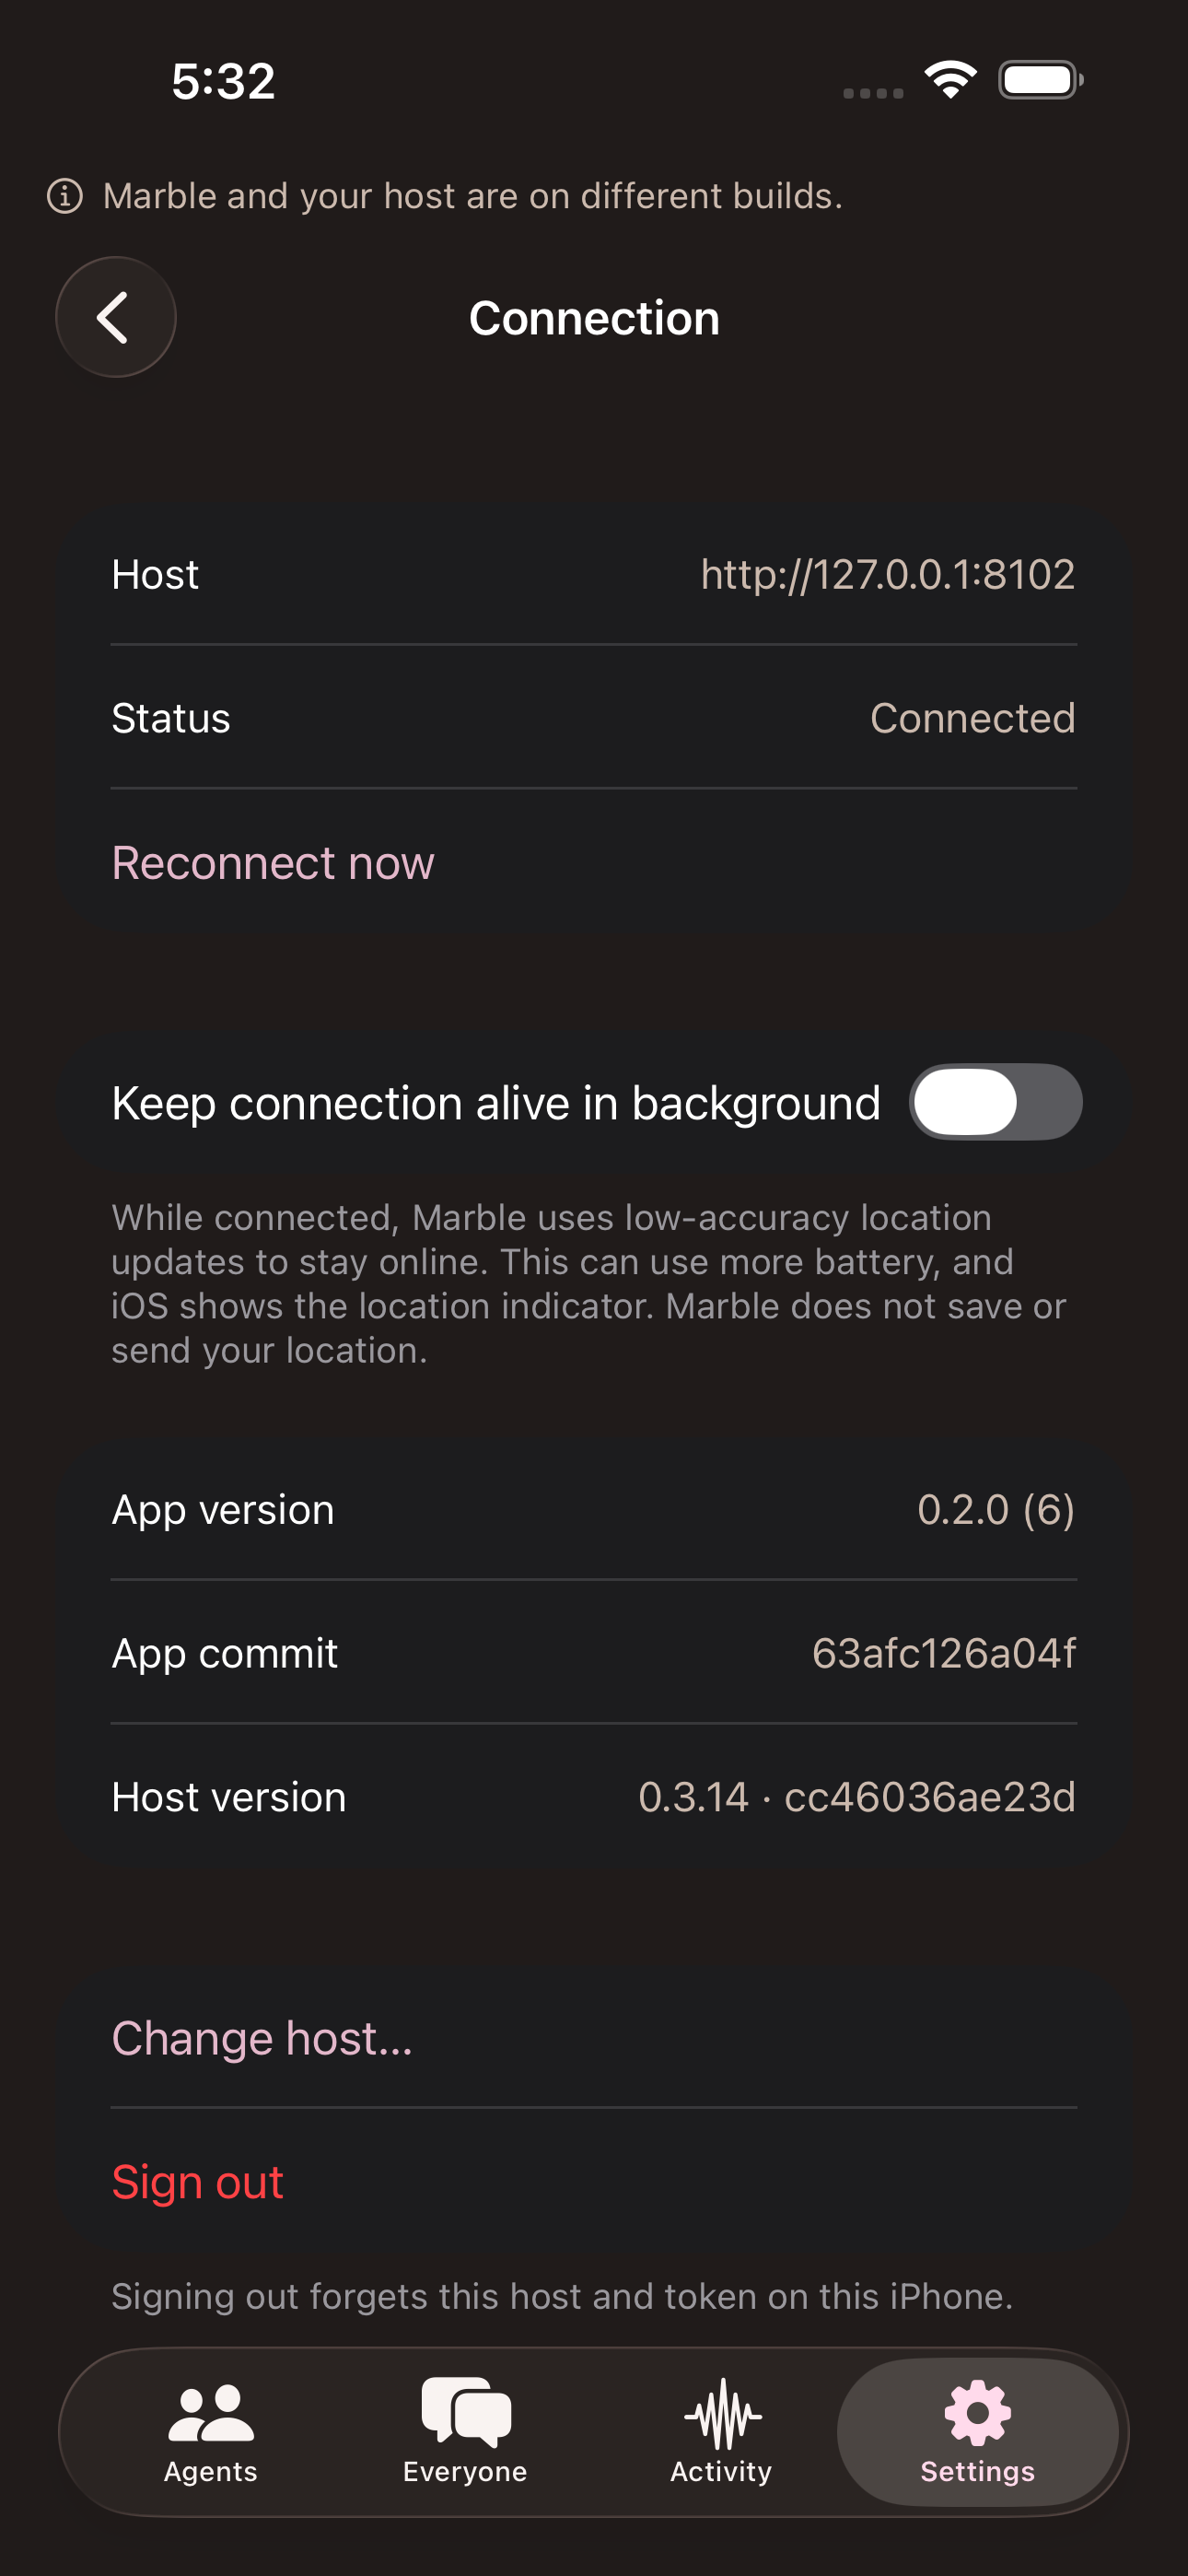 5:32
Marble and your host are on different builds.
Connection
Host http://127.0.0.1:8102
Status Connected
Reconnect now
Keep connection alive in background
While connected, Marble uses low-accuracy location
updates to stay online. This can use more battery, and
iOS shows the location indicator. Marble does not save or
send your location.
App version 0.2.0 (6)
App commit 63afc126a04f
Host version 0.3.14 · cc46036ae23d
Change host...
Sign out
Signing out forgets this host and token on this iPhone.
Agents Everyone Activity Settings